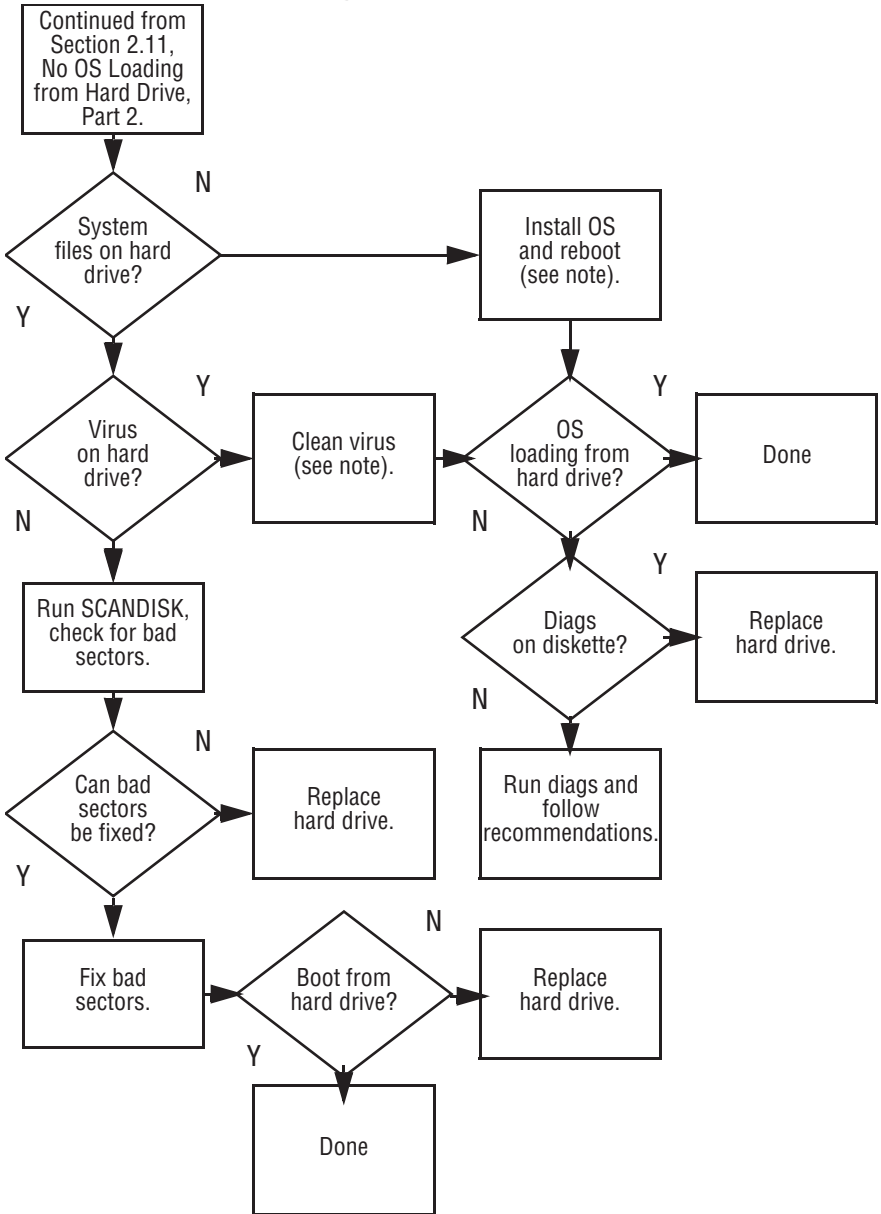 Continued from
Section 2.11,
No OS Loading
from Hard Drive,
Part 2.
N
System
files on hard
drive?
Install OS
and reboot
(see note).
Y
Y
Virus
on hard
drive?
Clean virus
(see note).
Y
OS
loading from
hard drive?
Done
N
N
Y
Run SCANDISK,
check for bad
sectors.
Diags
on diskette?
Replace
hard drive.
N
N
Can bad
sectors
be fixed?
Replace
hard drive.
Run diags and
follow
recommendations.
Y
N
Fix bad
sectors.
Boot from
hard drive?
Replace
hard drive.
Y
Done